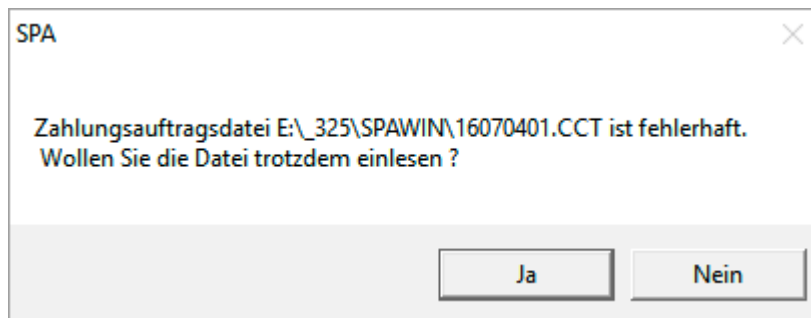 SPA
Zahlungsauftragsdatei E:\_325\SPAWIN\16070401.CCT ist fehlerhaft.
Wollen Sie die Datei trotzdem einlesen ?
Ja
Nein